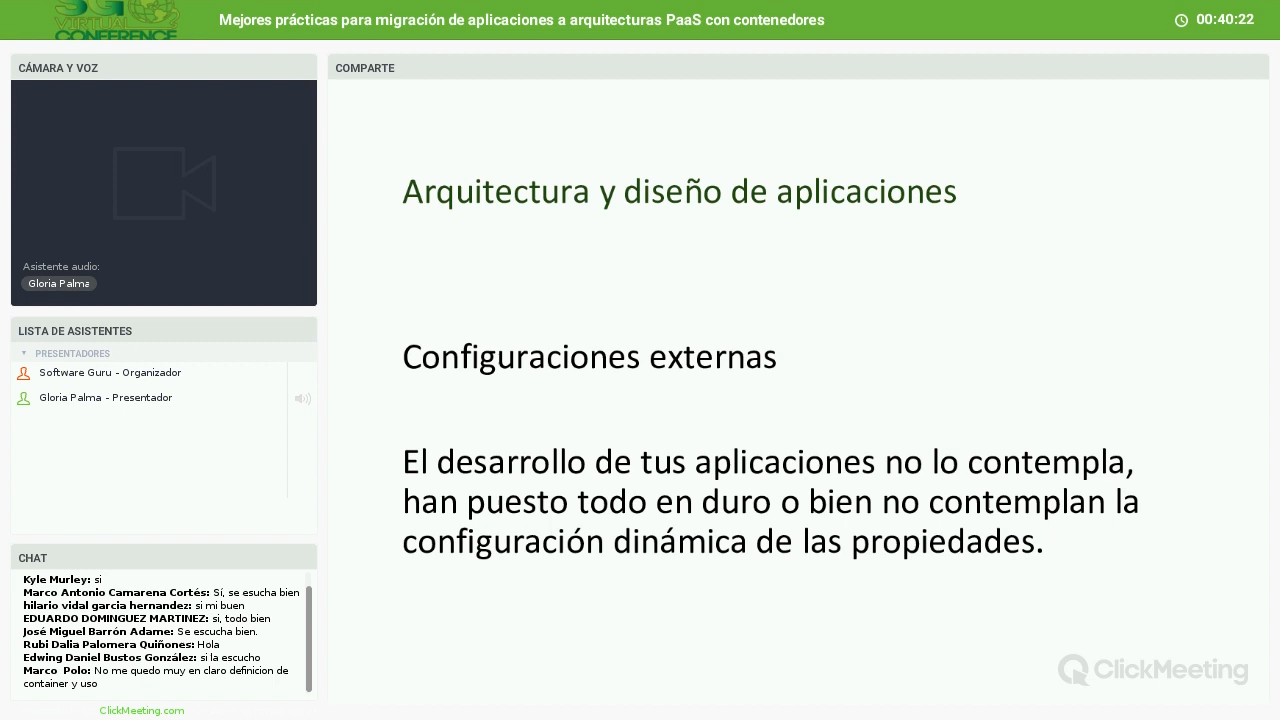 SG
VIRTUAL
CONFERENCE
Mejores prácticas para migración de aplicaciones a arquitecturas PaaS con contenedores
00:40:22
CÁMARA Y VOZ
Asistente audio:
Gloria Palma
LISTA DE ASISTENTES
PRESENTADORES
Software Guru - Organizador
Gloria Palma - Presentador
CHAT
Kyle Murley: si
Marco Antonio Camarena Cortés: Sí, se esucha bien
hilario vidal garcia hernandez: si mi buen
EDUARDO DOMINGUEZ MARTINEZ: si, todo bien
José Miguel Barrón Adame: Se escucha bien.
Rubi Dalia Palomera Quiñones: Hola
Edwing Daniel Bustos González: si la escucho
Marco Polo: No me quedo muy en claro definicion de
container y uso
ClickMeeting.com
COMPARTE
Arquitectura y diseño de aplicaciones
Configuraciones externas
El desarrollo de tus aplicaciones no lo contempla,
han puesto todo en duro o bien no contemplan la
configuración dinámica de las propiedades.
ClickMeeting